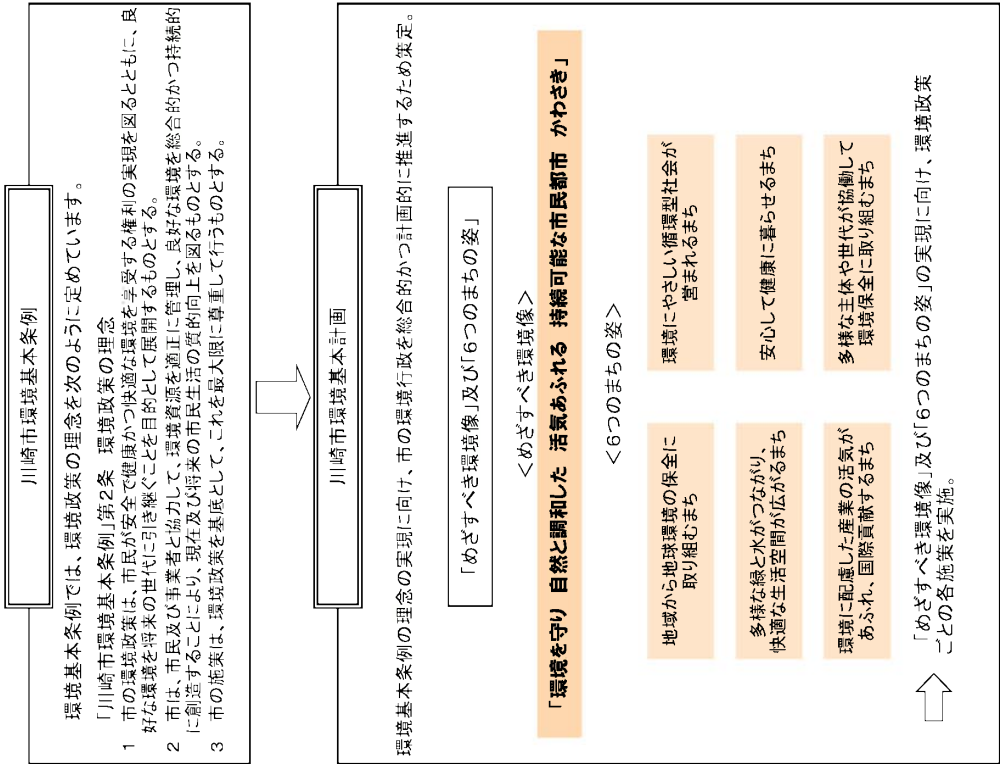 川崎市環境基本条例
環境基本条例では、環境政策の理念を次のように定めています。
「川崎市環境基本条例」第2条 環境政策の理念
1 市の環境政策は、市民が安全で健康かつ快適な環境を享受する権利の実現を図るとともに、良
好な環境を将来の世代に引き継ぐことを目的として展開するものとする。
2 市は、市民及び事業者と協力して、環境資源を適正に管理し、良好な環境を総合的かつ持続的
に創造することにより、現在及び将来の市民生活の質的向上を図るものとする。
3 市の施策は、環境政策を基底として、これを最大限に尊重して行うものとする。
川崎市環境基本計画
環境基本条例の理念の実現に向け、市の環境行政を総合的かつ計画的に推進するため策定。
「めざすべき環境像」及び「6つのまちの姿」
<めざすべき環境像>
「環境を守り 自然と調和した 活気あふれる 持続可能な市民都市 かわさき」
<6つのまちの姿>
地域から地球環境の保全に
取り組むまち
環境にやさしい循環型社会が
営まれるまち
多様な緑と水がつながり、
快適な生活空間が広がるまち
安心して健康に暮らせるまち
環境に配慮した産業の活気が
あふれ、国際貢献するまち
多様な主体や世代が協働して
環境保全に取り組むまち
「めざすべき環境像」及び「6つのまちの姿」の実現に向け、環境政策
ごとの各施策を実施。